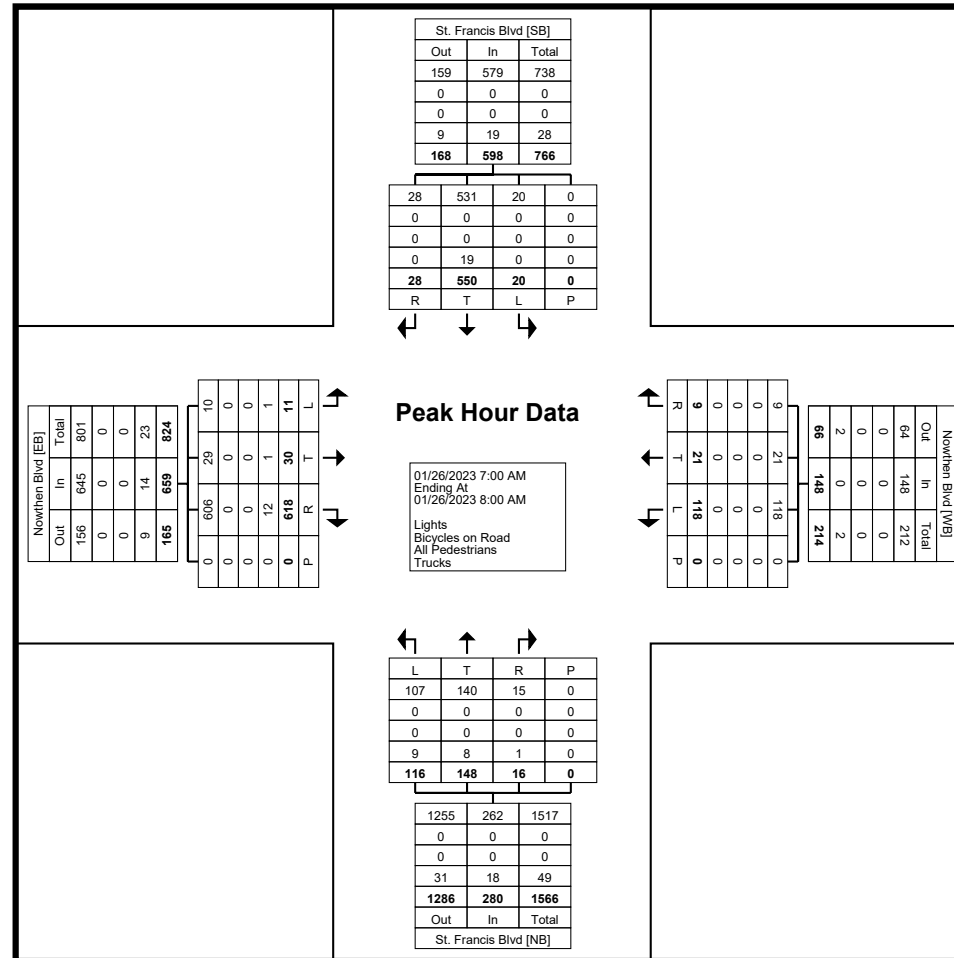 St. Francis Blvd [SB]
Out In Total
159 579 738
0 0 0
0 0 0
9 19 28
168 598 766
28 531 20 0
0 0 0 0
0 0 0 0
0 19 0 0
28 550 20 0
R T L P
Nowthen Blvd [EB]
Total In Out
801 645 156
0 0 0
0 0 0
23 14 9
824 659 165
10 29 606 0
0 0 0 0
0 0 0 0
1 1 12 0
11 30 618 0
L T R P
Peak Hour Data
01/26/2023 7:00 AM
Ending At
01/26/2023 8:00 AM
Lights
Bicycles on Road
All Pedestrians
Trucks
Nowthen Blvd [WB]
Out In Total
64 148 212
0 0 0
0 0 0
2 0 2
66 148 214
9 21 118 0
0 0 0 0
0 0 0 0
0 0 0 0
9 21 118 0
R T L P
L T R P
107 140 15 0
0 0 0 0
0 0 0 0
9 8 1 0
116 148 16 0
1255 262 1517
0 0 0
0 0 0
31 18 49
1286 280 1566
Out In Total
St. Francis Blvd [NB]